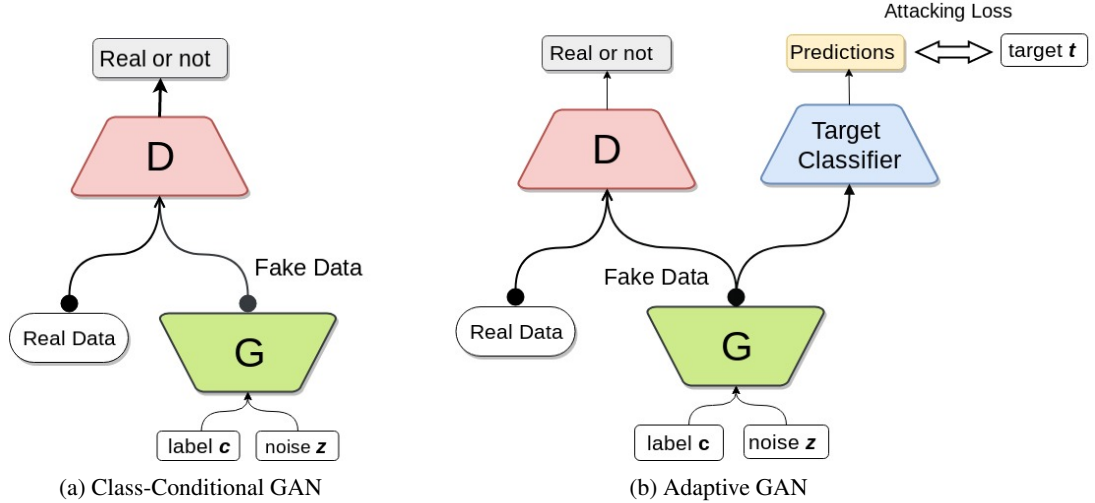 Real or not
D
Fake Data
Real Data
G
label c
noise z
(a) Class-Conditional GAN
Attacking Loss
Real or not
Predictions
target t
D
Target
Classifier
Fake Data
Real Data
G
label c
noise z
(b) Adaptive GAN